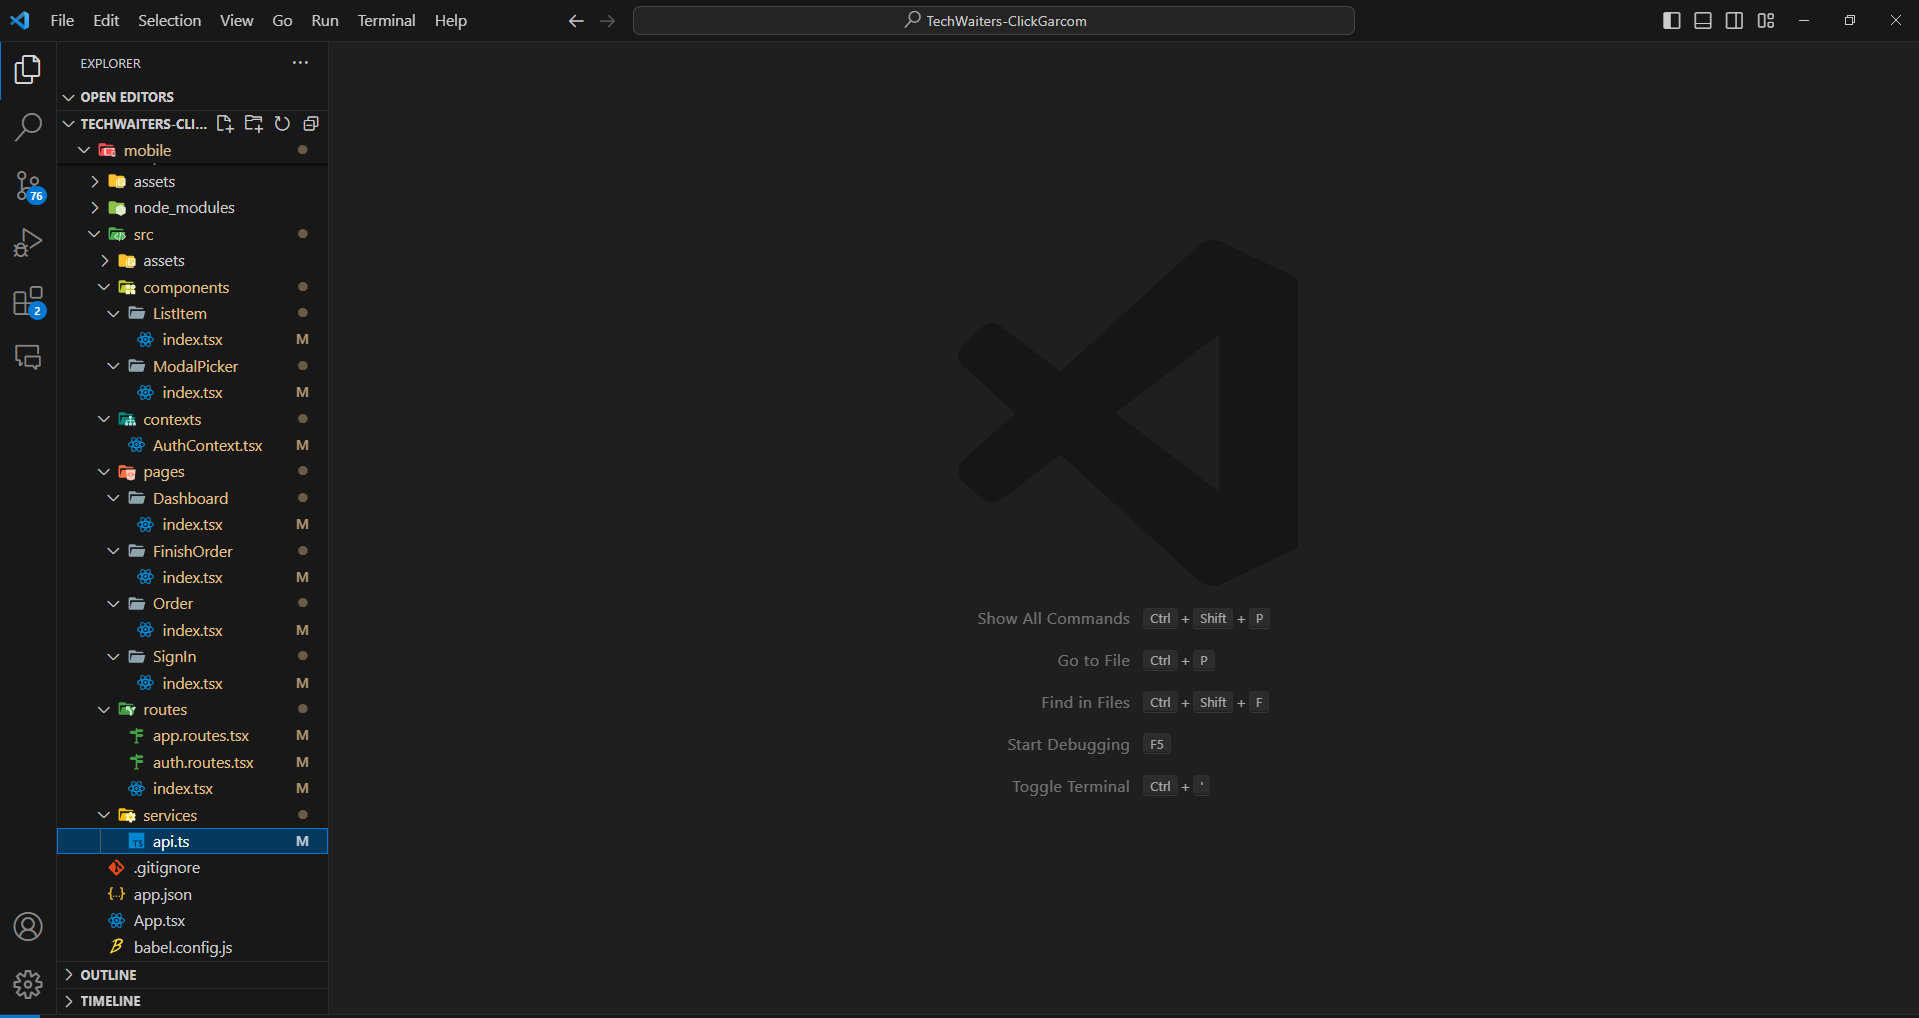 File Edit Selection View Go Run Terminal Help
TechWaiters-ClickGarcom
EXPLORER
OPEN EDITORS
TECHWAITERS-CLI...
mobile
assets
node_modules
src
assets
components
ListItem
index.tsx M
ModalPicker
index.tsx M
contexts
AuthContext.tsx M
pages
Dashboard
index.tsx M
FinishOrder
index.tsx M
Order
index.tsx M
SignIn
index.tsx M
routes
app.routes.tsx M
auth.routes.tsx M
index.tsx M
services
TS api.ts M
.gitignore
{..} app.json
App.tsx
babel.config.js
OUTLINE
TIMELINE
76
2
Show All Commands Ctrl + Shift + P
Go to File Ctrl + P
Find in Files Ctrl + Shift + F
Start Debugging F5
Toggle Terminal Ctrl + '